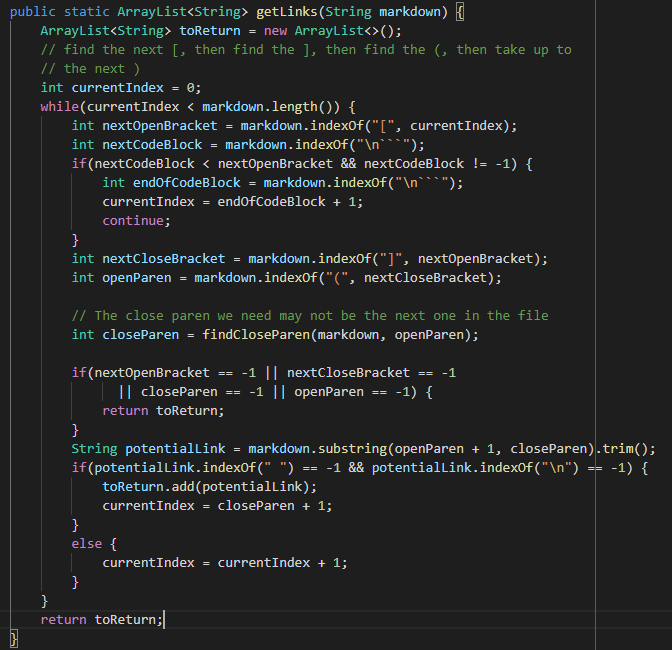 public static ArrayList<String> getLinks(String markdown) {
    ArrayList<String> toReturn = new ArrayList<>();
    // find the next [, then find the ], then find the (, then take up to
    // the next )
    int currentIndex = 0;
    while(currentIndex < markdown.length()) {
        int nextOpenBracket = markdown.indexOf("[", currentIndex);
        int nextCodeBlock = markdown.indexOf("\n```");
        if(nextCodeBlock < nextOpenBracket && nextCodeBlock != -1) {
            int endOfCodeBlock = markdown.indexOf("\n```");
            currentIndex = endOfCodeBlock + 1;
            continue;
        }
        int nextCloseBracket = markdown.indexOf("]", nextOpenBracket);
        int openParen = markdown.indexOf("(", nextCloseBracket);

        // The close paren we need may not be the next one in the file
        int closeParen = findCloseParen(markdown, openParen);

        if(nextOpenBracket == -1 || nextCloseBracket == -1
              || closeParen == -1 || openParen == -1) {
            return toReturn;
        }
        String potentialLink = markdown.substring(openParen + 1, closeParen).trim();
        if(potentialLink.indexOf(" ") == -1 && potentialLink.indexOf("\n") == -1) {
            toReturn.add(potentialLink);
            currentIndex = closeParen + 1;
        }
        else {
            currentIndex = currentIndex + 1;
        }
    }
    return toReturn;
}